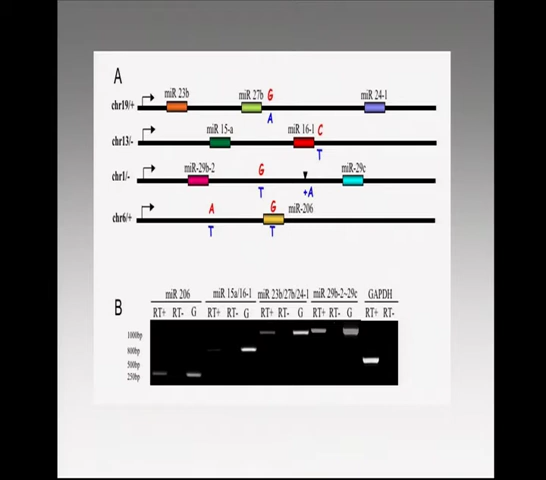 A
miR 23b miR 27b G miR 24-1
chr19/+
A
miR 15-a miR 16-1 C
chr13/-
T
miR-29b-2 G miR-29c
chr1/-
T +A
A G miR-206
chr6/+
T T
B
miR 206 miR 15a/16-1 miR 23b/27b/24-1 miR 29b-2~29c GAPDH
RT+ RT- G RT+ RT- G RT+ RT- G RT+ RT- G RT+ RT-
1000bp
800bp
500bp
250bp